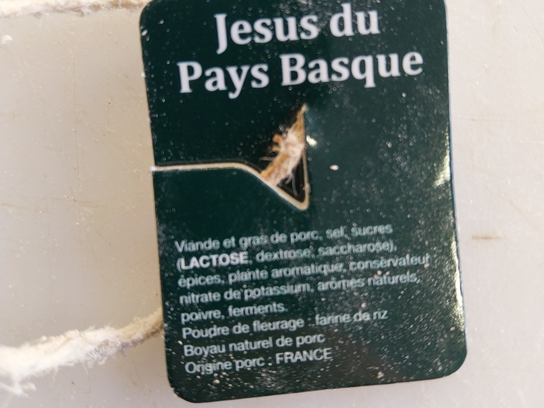 Jesus du
Pays Basque
Viande et gras de porc, sel, sucres
(LACTOSE, dextrose, saccharose),
épices, plante aromatique, conservateur
nitrate de potassium, arômes naturels,
poivre, ferments.
Poudre de fleurage : farine de riz
Boyau naturel de porc
Origine porc : FRANCE